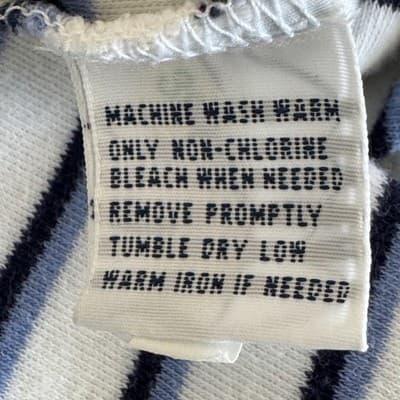 MACHINE WASH WARM
ONLY NON-CHLORINE
BLEACH WHEN NEEDED
REMOVE PROMPTLY
TUMBLE DRY LOW
WARM IRON IF NEEDED